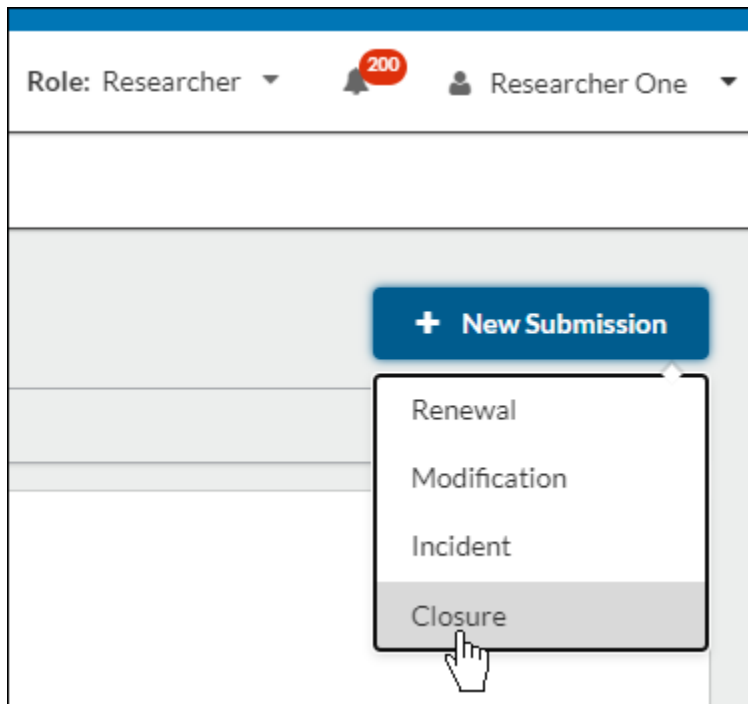 Role: Researcher 200 Researcher One
+ New Submission
Renewal
Modification
Incident
Closure